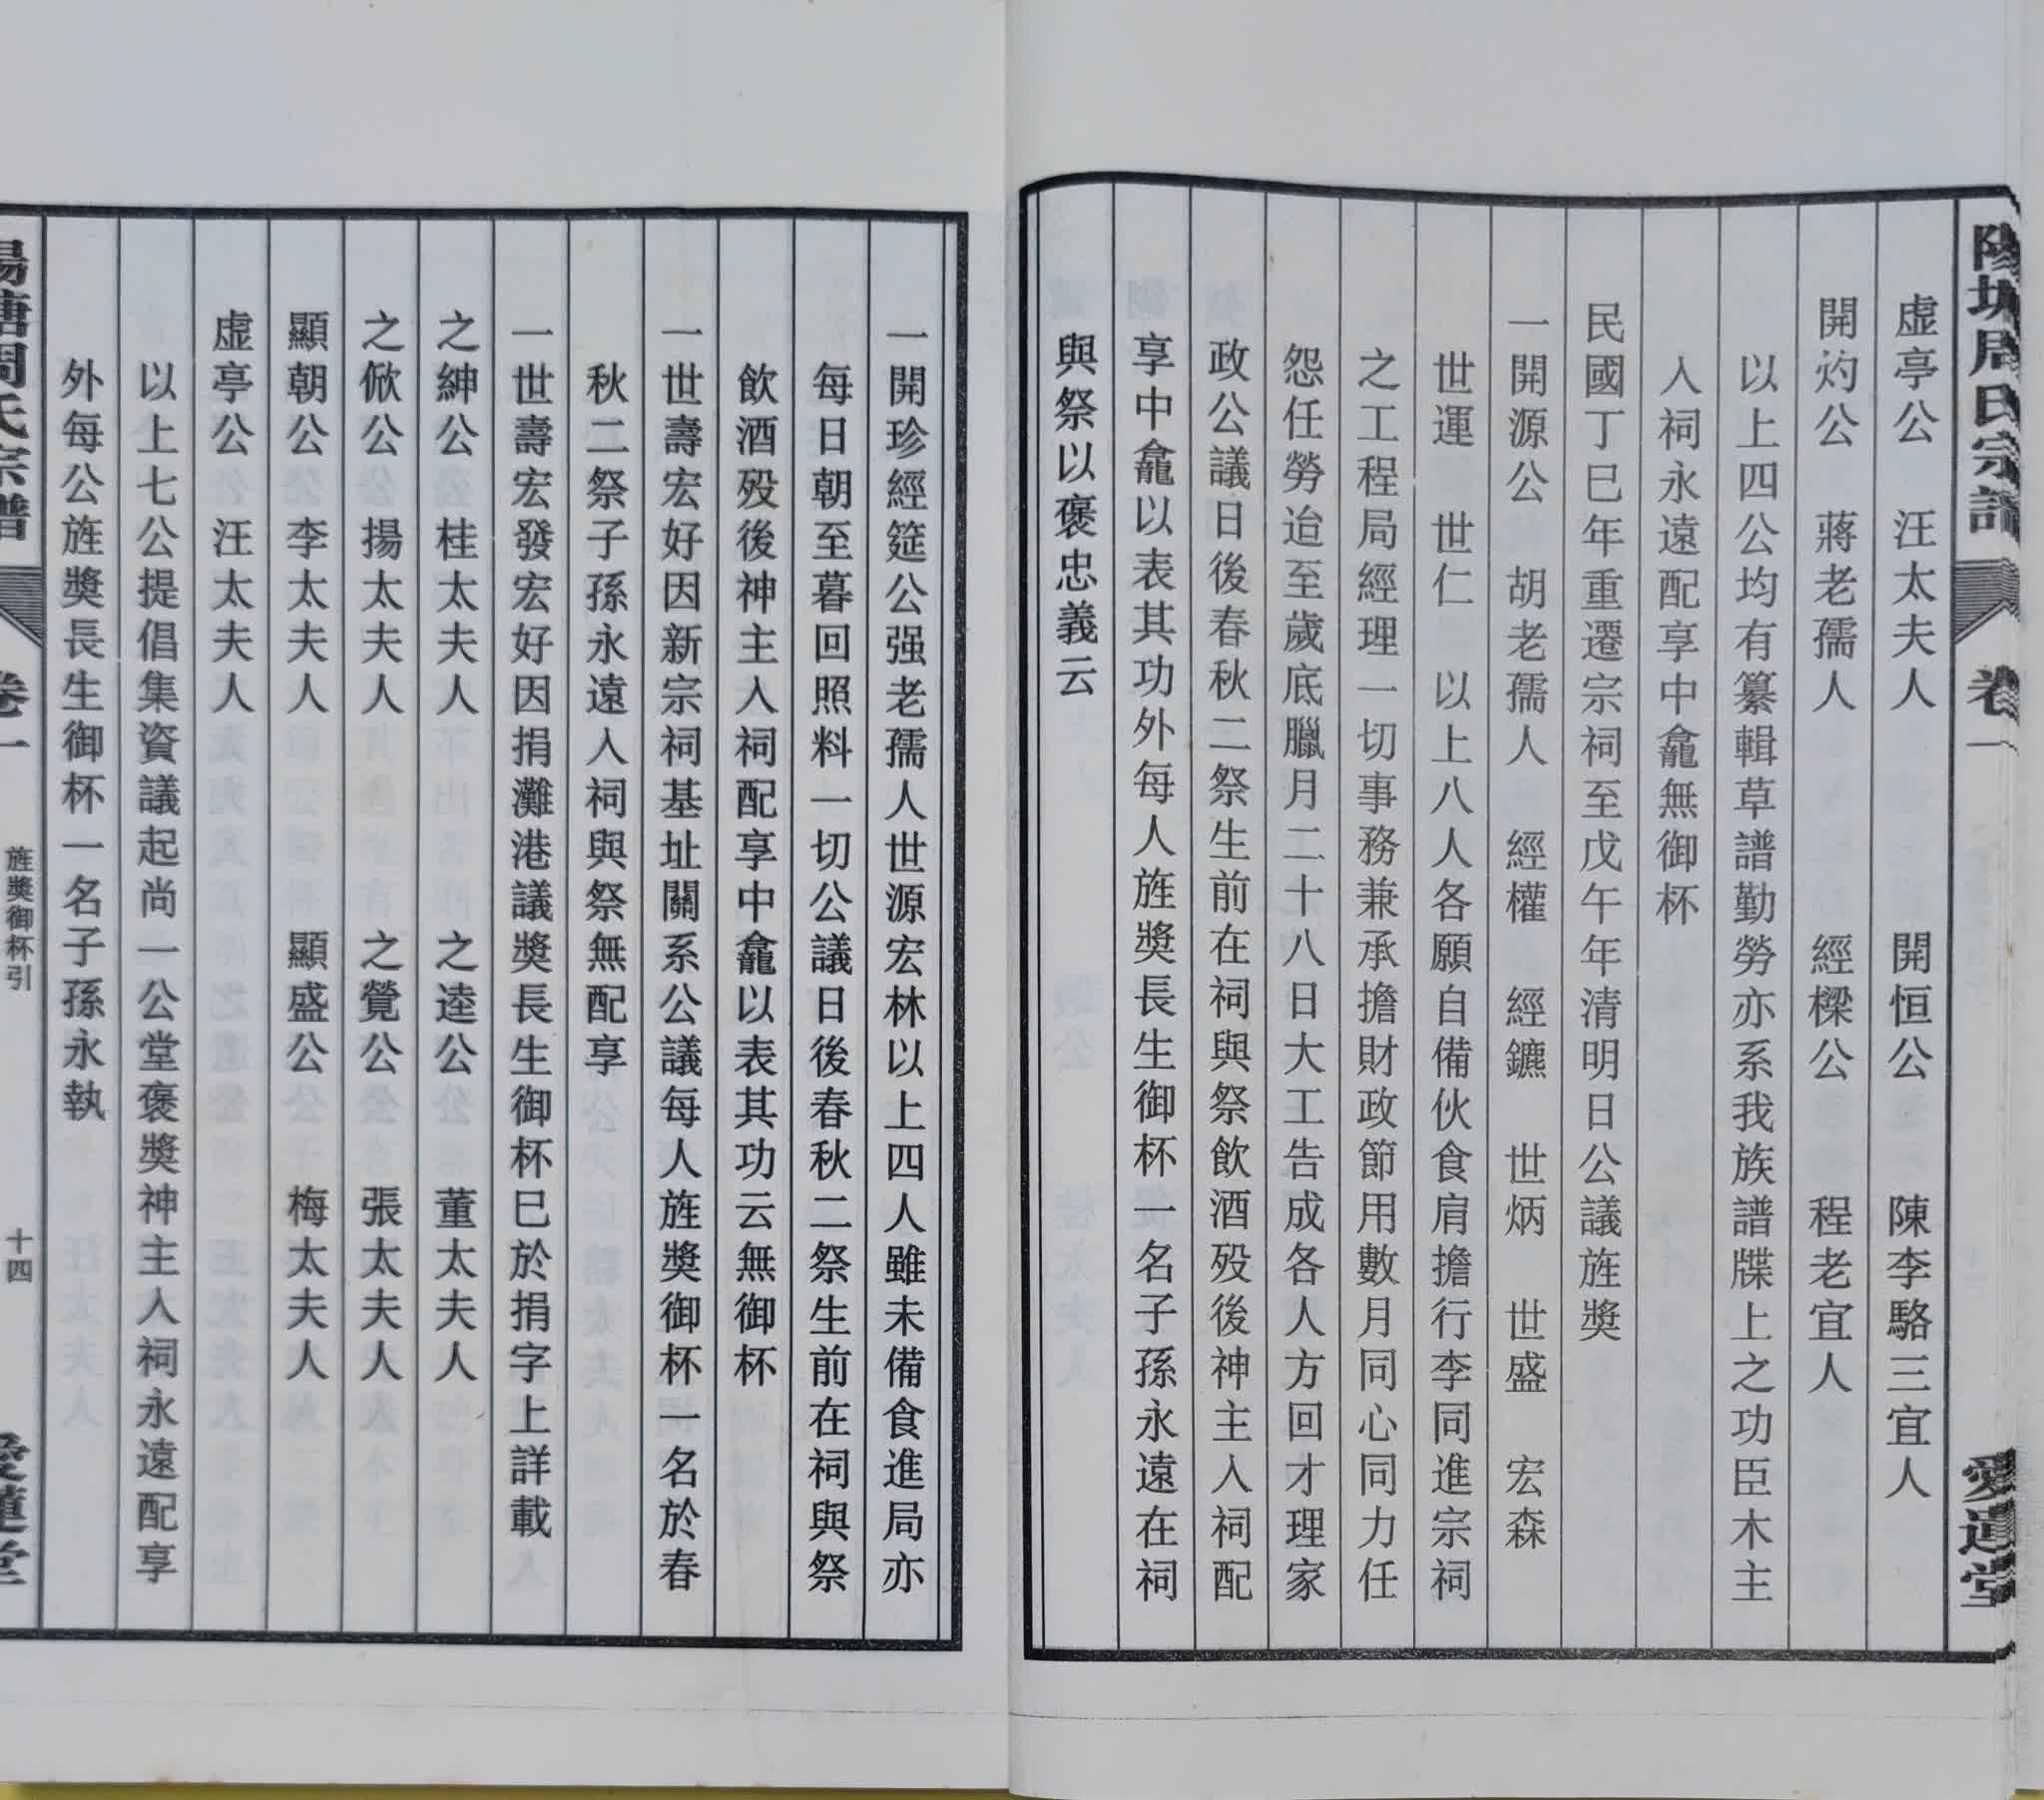 周氏宗譜 卷一
虛亭公 汪太夫人 開恒公 陳李駱三宜人
開灼公 蔣老孺人 經樑公 程老宜人
以上四公均有纂輯草譜勤勞亦系我族譜牒上之功臣木主
入祠永遠配享中龕無御杯
民國丁巳年重遷宗祠至戊午年清明日公議旌獎
一開源公 胡老孺人 經權 經鑣 世炳 世盛 宏森
世運 世仁 以上八人各願自備伙食肩擔行李同進宗祠
之工程局經理一切事務兼承擔財政節用數月同心同力任
怨任勞迨至歲底臘月二十八日大工告成各人方回才理家
政公議日後春秋二祭生前在祠與祭飲酒歿後神主入祠配
享中龕以表其功外每人旌獎長生御杯一名子孫永遠在祠
與祭以褒忠義云
一開珍經筵公强老孺人世源宏林以上四人雖未備食進局亦
每日朝至暮回照料一切公議日後春秋二祭生前在祠與祭
飲酒歿後神主入祠配享中龕以表其功云無御杯
一世壽宏好因新宗祠基址關系公議每人旌獎御杯一名於春
秋二祭子孫永遠入祠與祭無配享
一世壽宏發宏好因捐灘港議獎長生御杯巳於捐字上詳載
之紳公 桂太夫人 之逵公 董太夫人
之俽公 揚太夫人 之覺公 張太夫人
顯朝公 李太夫人 顯盛公 梅太夫人
虛亭公 汪太夫人
以上七公提倡集資議起尚一公堂褒獎神主入祠永遠配享
外每公旌獎長生御杯一名子孫永執
卷一 旌獎御杯引 十四